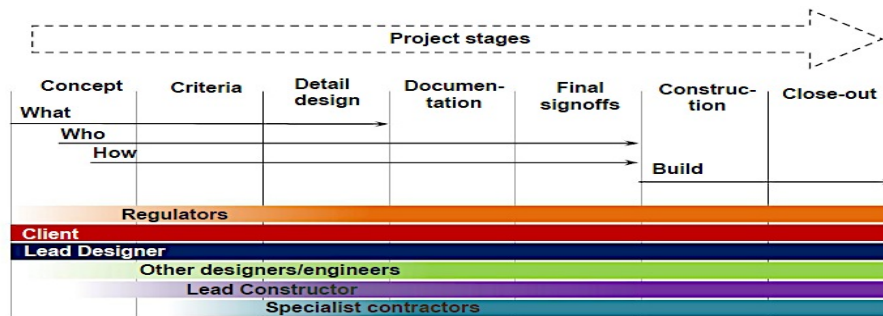 Project stages
Concept
Criteria
Detail
design
Documen-
tation
Final
signoffs
Construc-
tion
Close-out
What
Who
How
Build
Regulators
Client
Lead Designer
Other designers/engineers
Lead Constructor
Specialist contractors